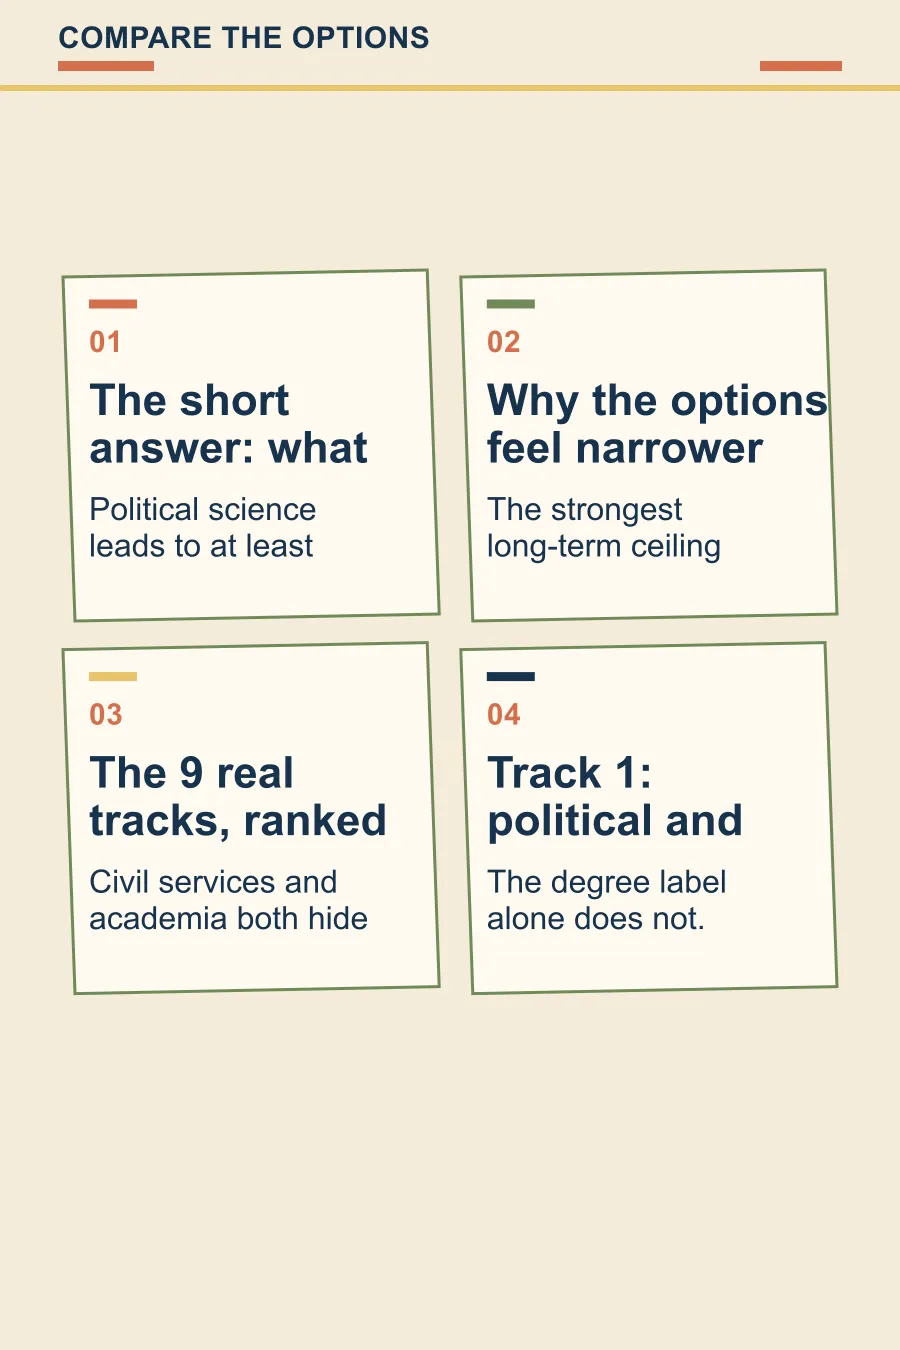 COMPARE THE OPTIONS
01
The short
answer: what
Political science
leads to at least
02
Why the options
feel narrower
The strongest
long-term ceiling
03
The 9 real
tracks, ranked
Civil services and
academia both hide
04
Track 1:
political and
The degree label
alone does not.